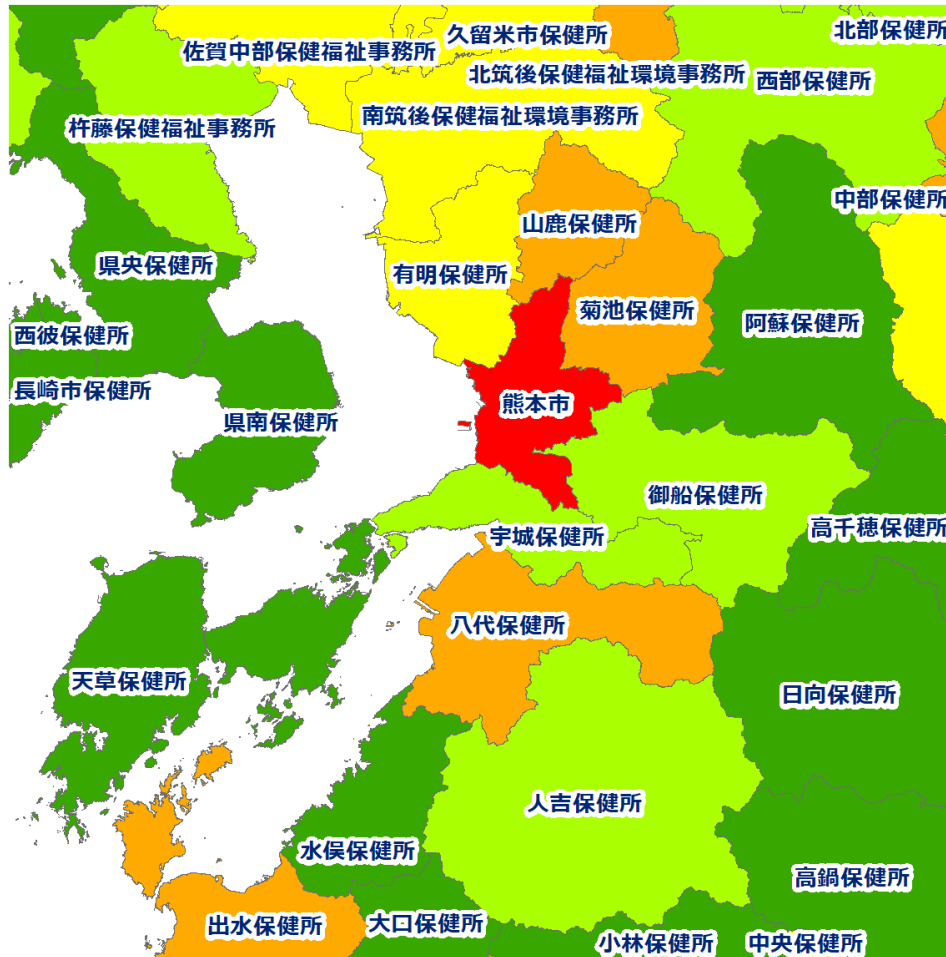 北部保健所
久留米市保健所
佐賀中部保健福祉事務所
北筑後保健福祉環境事務所
西部保健所
南筑後保健福祉環境事務所
杵藤保健福祉事務所
中部保健所
山鹿保健所
県央保健所
有明保健所
菊池保健所
阿蘇保健所
西彼保健所
長崎市保健所
熊本市
県南保健所
御船保健所
高千穂保健所
宇城保健所
八代保健所
天草保健所
日向保健所
人吉保健所
水俣保健所
高鍋保健所
出水保健所
大口保健所
小林保健所
中央保健所